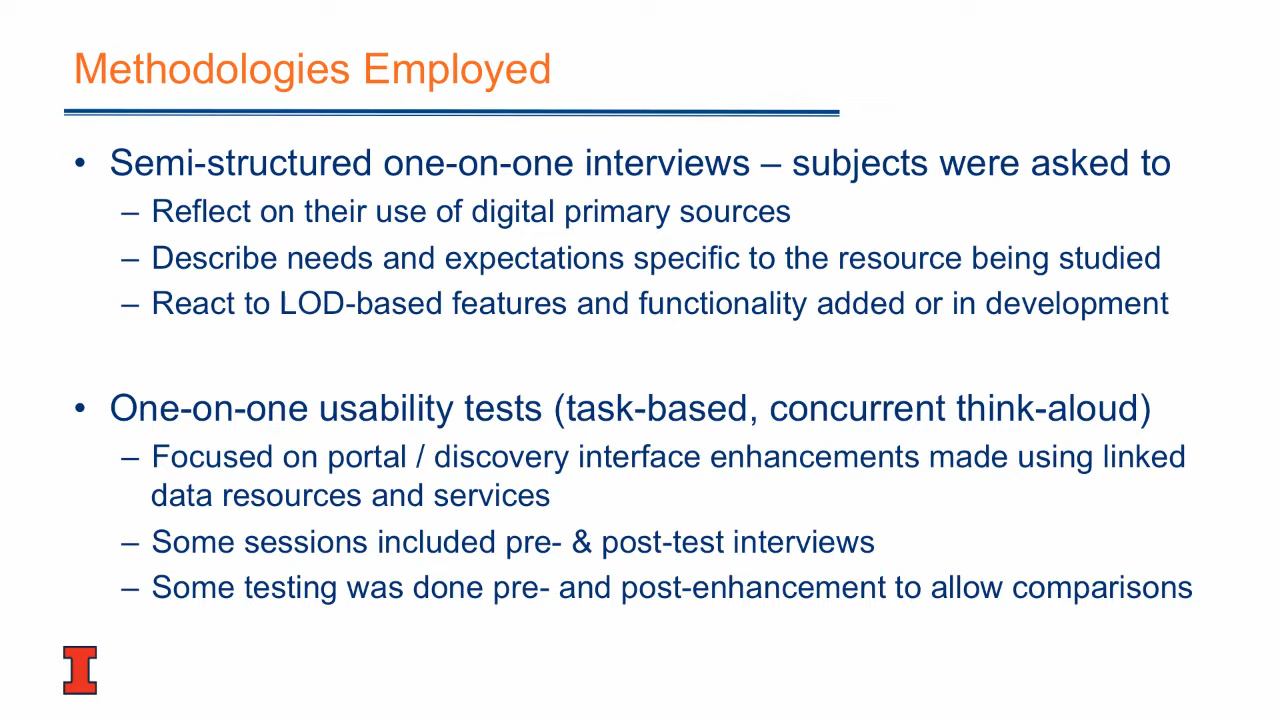 Methodologies Employed
• Semi-structured one-on-one interviews – subjects were asked to
– Reflect on their use of digital primary sources
– Describe needs and expectations specific to the resource being studied
– React to LOD-based features and functionality added or in development
• One-on-one usability tests (task-based, concurrent think-aloud)
– Focused on portal / discovery interface enhancements made using linked
data resources and services
– Some sessions included pre- & post-test interviews
– Some testing was done pre- and post-enhancement to allow comparisons
I